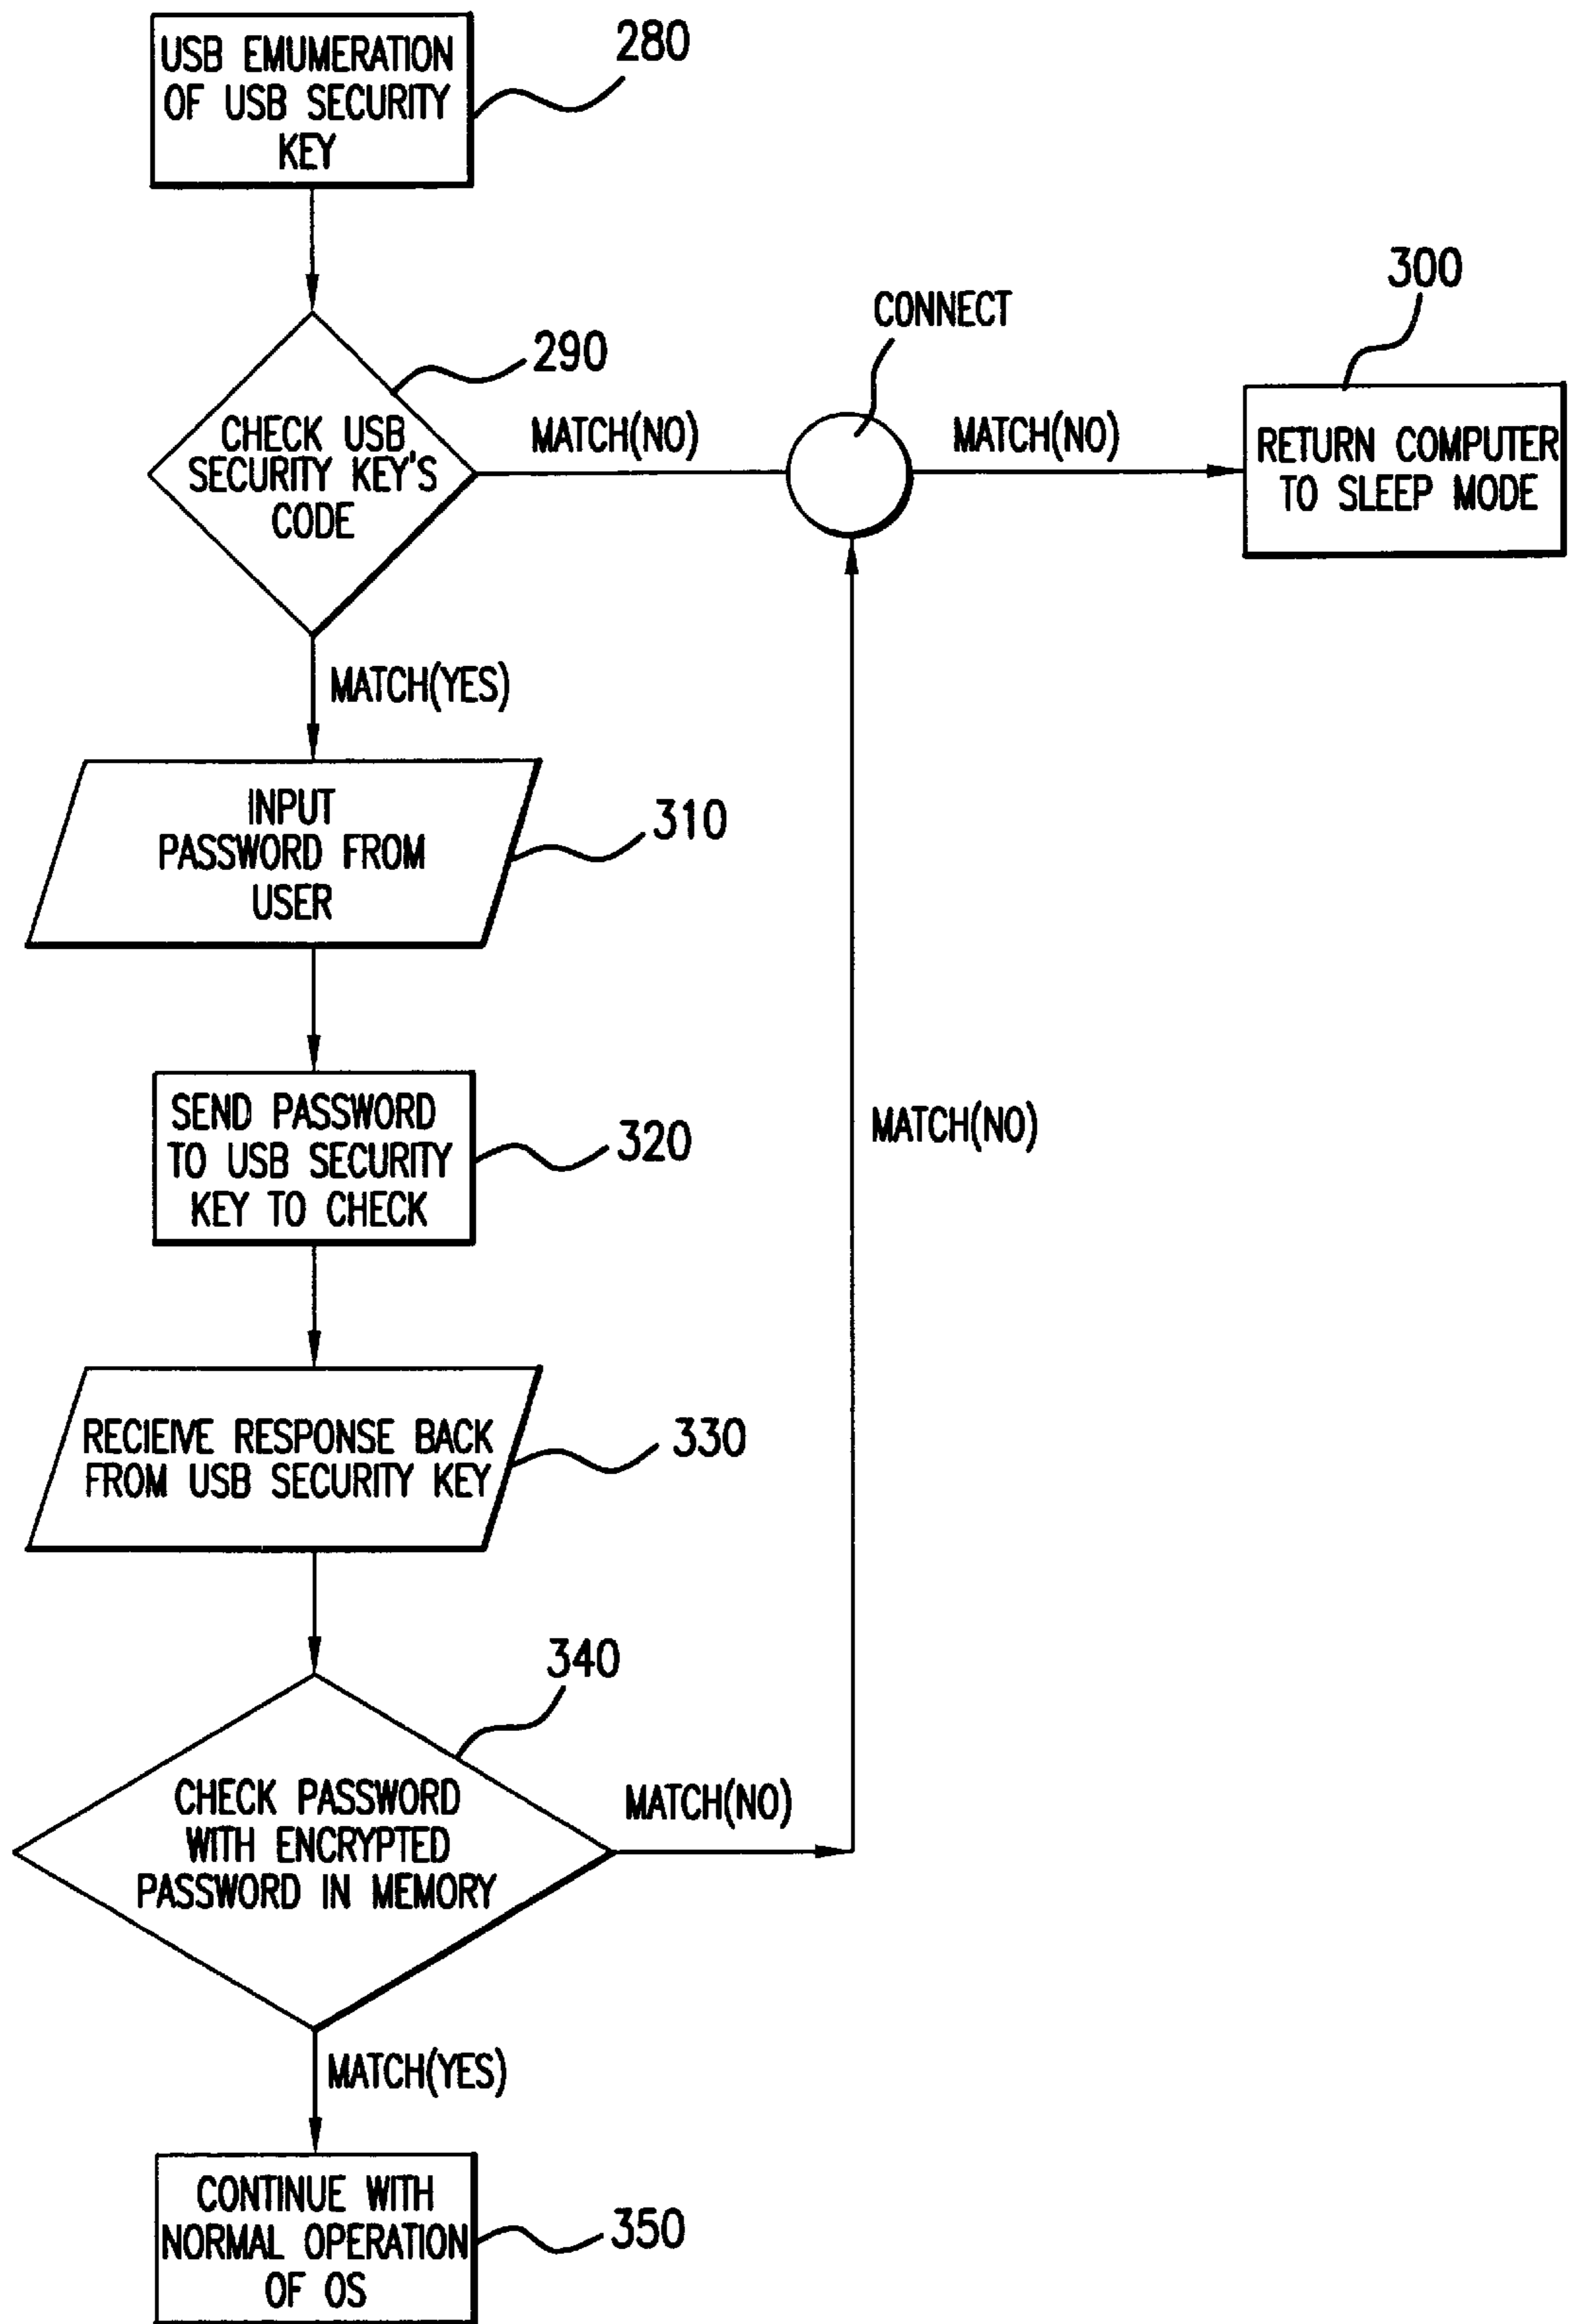 USB EMUMERATION
OF USB SECURITY
KEY
280
CHECK USB
SECURITY KEY'S
CODE
290
MATCH(NO)
CONNECT
MATCH(NO)
300
RETURN COMPUTER
TO SLEEP MODE
MATCH(YES)
INPUT
PASSWORD FROM
USER
310
SEND PASSWORD
TO USB SECURITY
KEY TO CHECK
320
MATCH(NO)
RECIEIVE RESPONSE BACK
FROM USB SECURITY KEY
330
340
CHECK PASSWORD
WITH ENCRYPTED
PASSWORD IN MEMORY
MATCH(NO)
MATCH(YES)
CONTINUE WITH
NORMAL OPERATION
OF OS
350